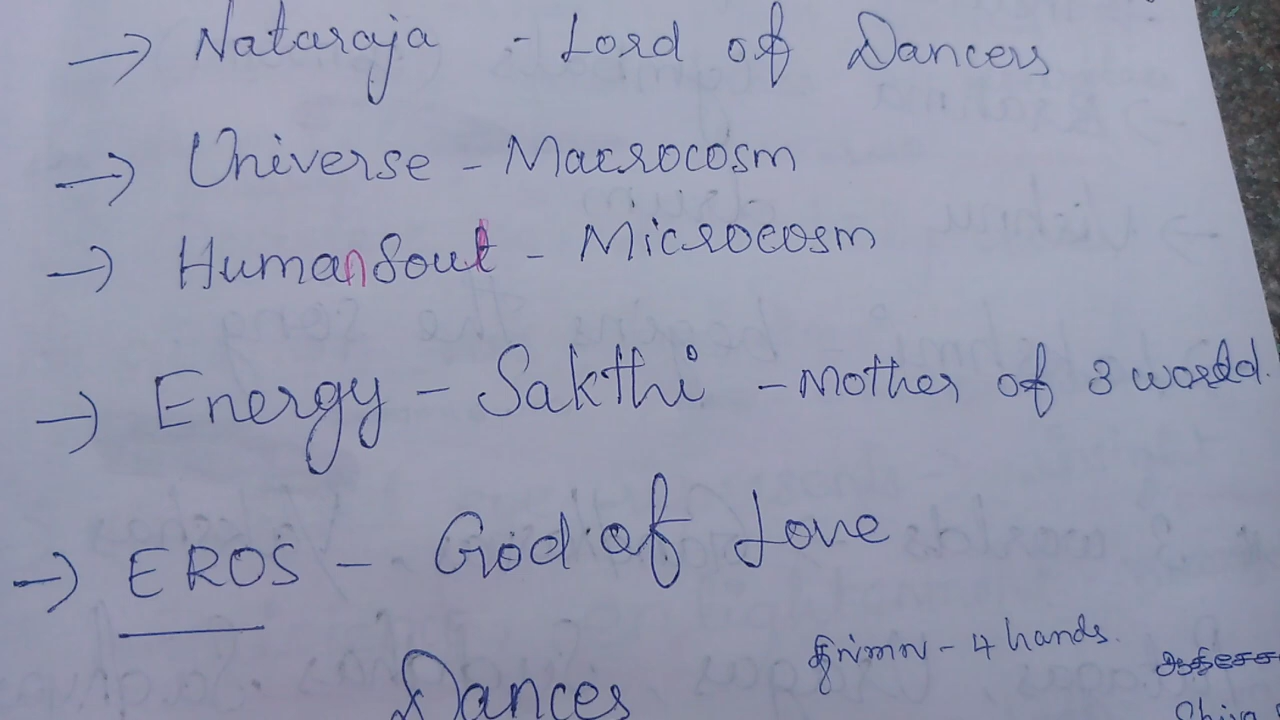 → Nataraja - Lord of Dancers
→ Universe - Macrocosm
→ Human Soul - Microcosm
→ Energy - Sakthi - Mother of 3 world.
→ EROS - God of Love
தில்லை - 4 hands
Dances
Shiva